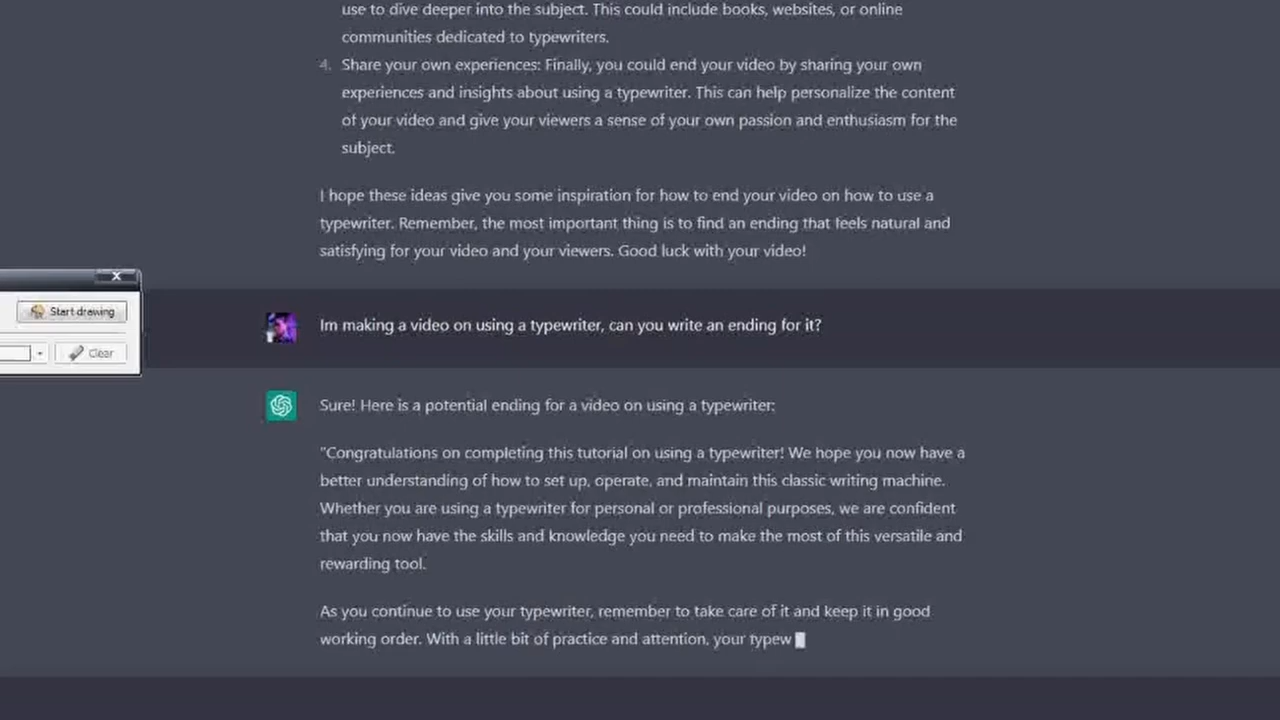 use to dive deeper into the subject. This could include books, websites, or online
communities dedicated to typewriters.
4. Share your own experiences: Finally, you could end your video by sharing your own
experiences and insights about using a typewriter. This can help personalize the content
of your video and give your viewers a sense of your own passion and enthusiasm for the
subject.
I hope these ideas give you some inspiration for how to end your video on how to use a
typewriter. Remember, the most important thing is to find an ending that feels natural and
satisfying for your video and your viewers. Good luck with your video!
Start drawing
Im making a video on using a typewriter, can you write an ending for it?
Clear
Sure! Here is a potential ending for a video on using a typewriter:
"Congratulations on completing this tutorial on using a typewriter! We hope you now have a
better understanding of how to set up, operate, and maintain this classic writing machine.
Whether you are using a typewriter for personal or professional purposes, we are confident
that you now have the skills and knowledge you need to make the most of this versatile and
rewarding tool.
As you continue to use your typewriter, remember to take care of it and keep it in good
working order. With a little bit of practice and attention, your typew